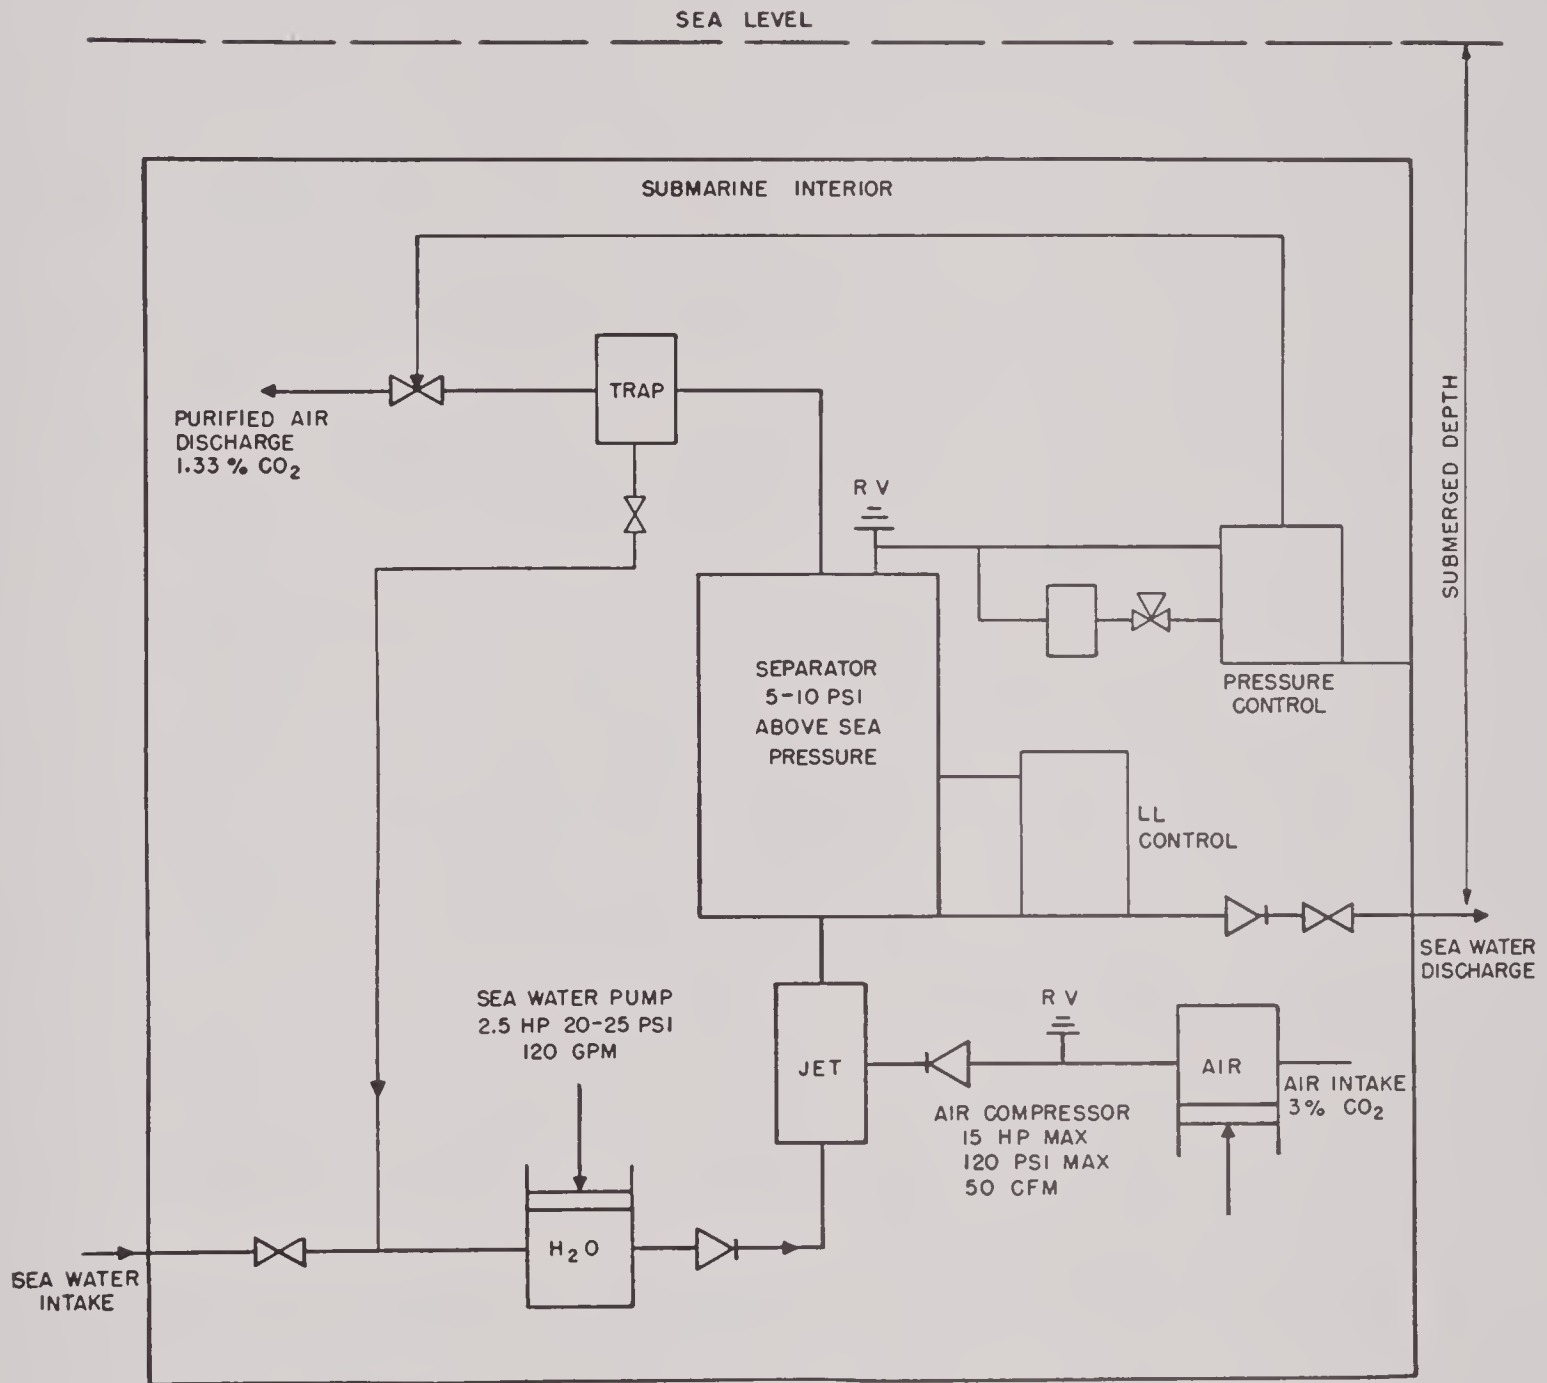 SEA LEVEL
SUBMARINE INTERIOR
TRAP
PURIFIED AIR
DISCHARGE
1.33 % CO₂
R V
SUBMERGED DEPTH
SEPARATOR
5-10 PSI
ABOVE SEA
PRESSURE
PRESSURE
CONTROL
LL
CONTROL
SEA WATER
DISCHARGE
SEA WATER PUMP
2.5 HP 20-25 PSI
120 GPM
R V
JET
AIR
AIR INTAKE
3% CO₂
AIR COMPRESSOR
15 HP MAX
120 PSI MAX
50 CFM
H₂O
SEA WATER
INTAKE